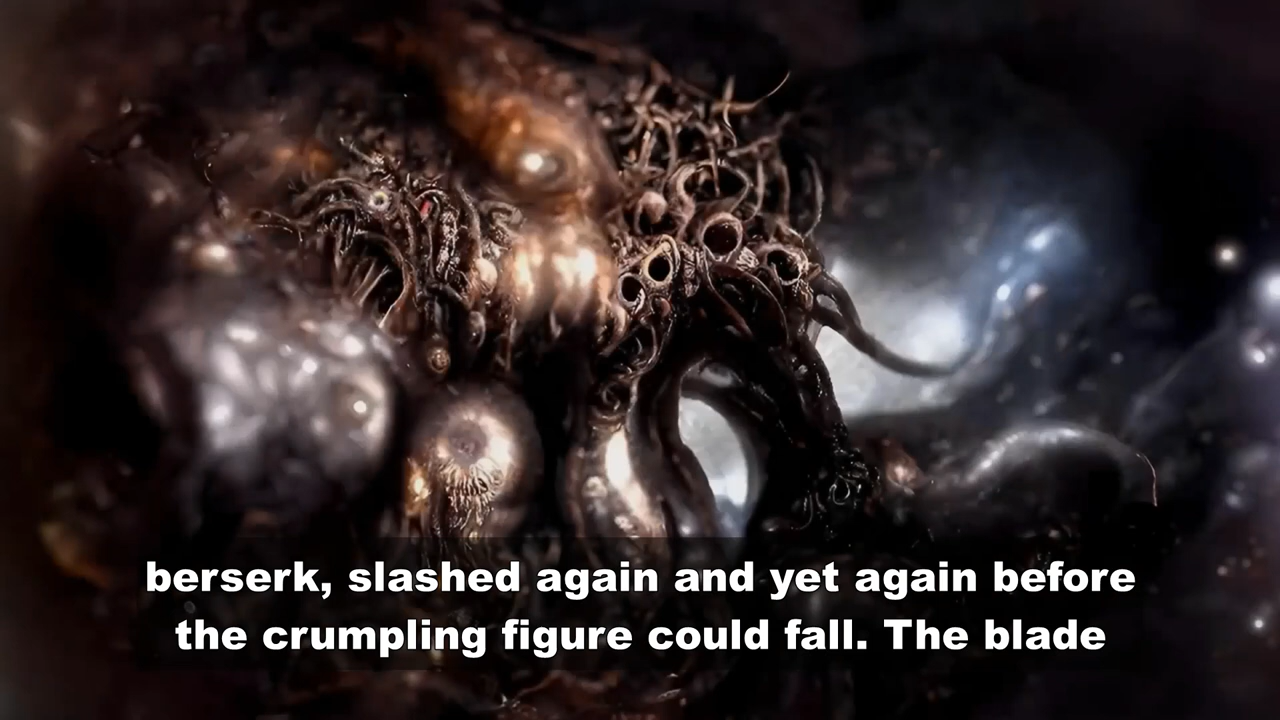 berserk, slashed again and yet again before
the crumpling figure could fall. The blade